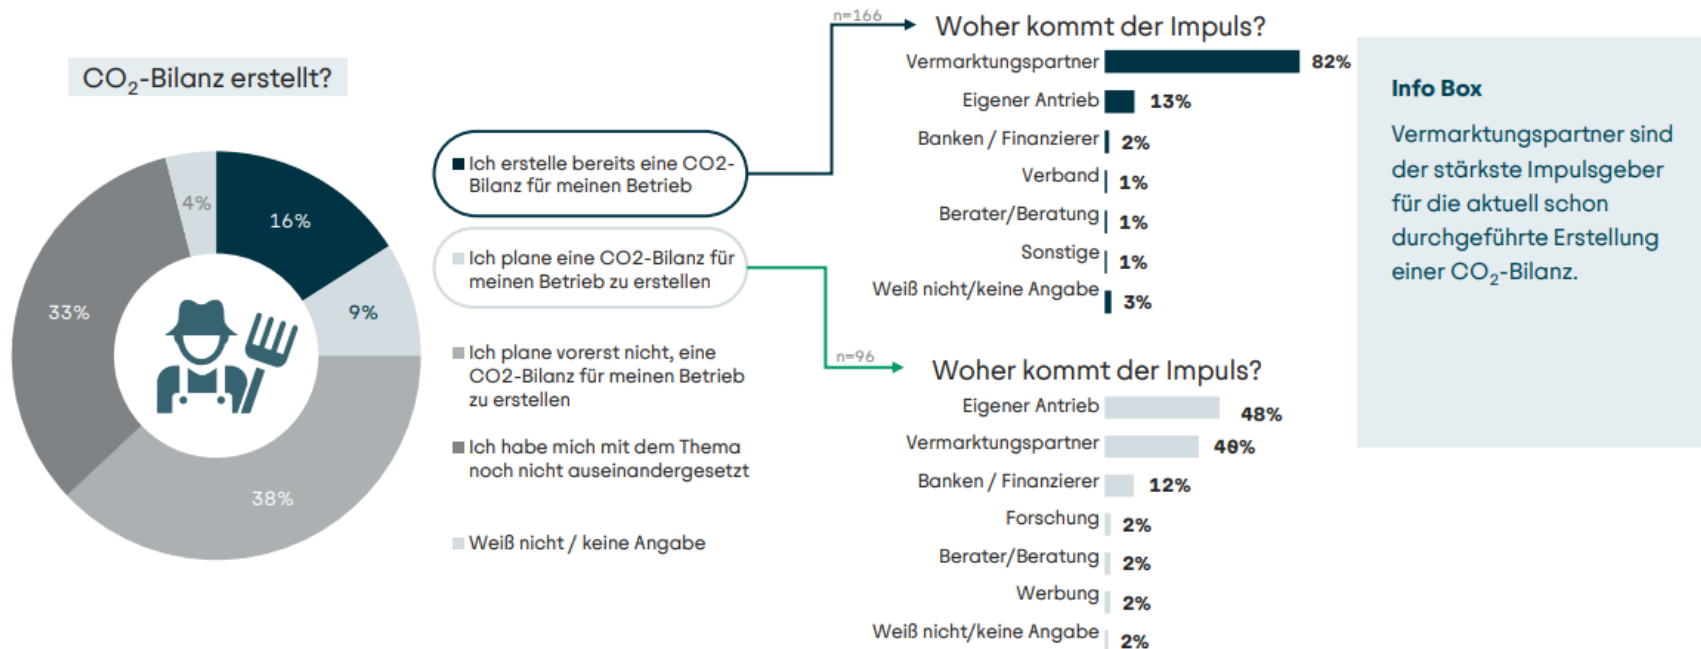 CO₂-Bilanz erstellt?
16%
9%
38%
33%
4%
Ich erstelle bereits eine CO2-
Bilanz für meinen Betrieb
Ich plane eine CO2-Bilanz für
meinen Betrieb zu erstellen
Ich plane vorerst nicht, eine
CO2-Bilanz für meinen Betrieb
zu erstellen
Ich habe mich mit dem Thema
noch nicht auseinandergesetzt
Weiß nicht / keine Angabe
n=166
Woher kommt der Impuls?
Vermarktungspartner 82%
Eigener Antrieb 13%
Banken / Finanzierer 2%
Verband 1%
Berater/Beratung 1%
Sonstige 1%
Weiß nicht/keine Angabe 3%
n=96
Woher kommt der Impuls?
Eigener Antrieb 48%
Vermarktungspartner 40%
Banken / Finanzierer 12%
Forschung 2%
Berater/Beratung 2%
Werbung 2%
Weiß nicht/keine Angabe 2%
Info Box
Vermarktungspartner sind
der stärkste Impulsgeber
für die aktuell schon
durchgeführte Erstellung
einer CO₂-Bilanz.